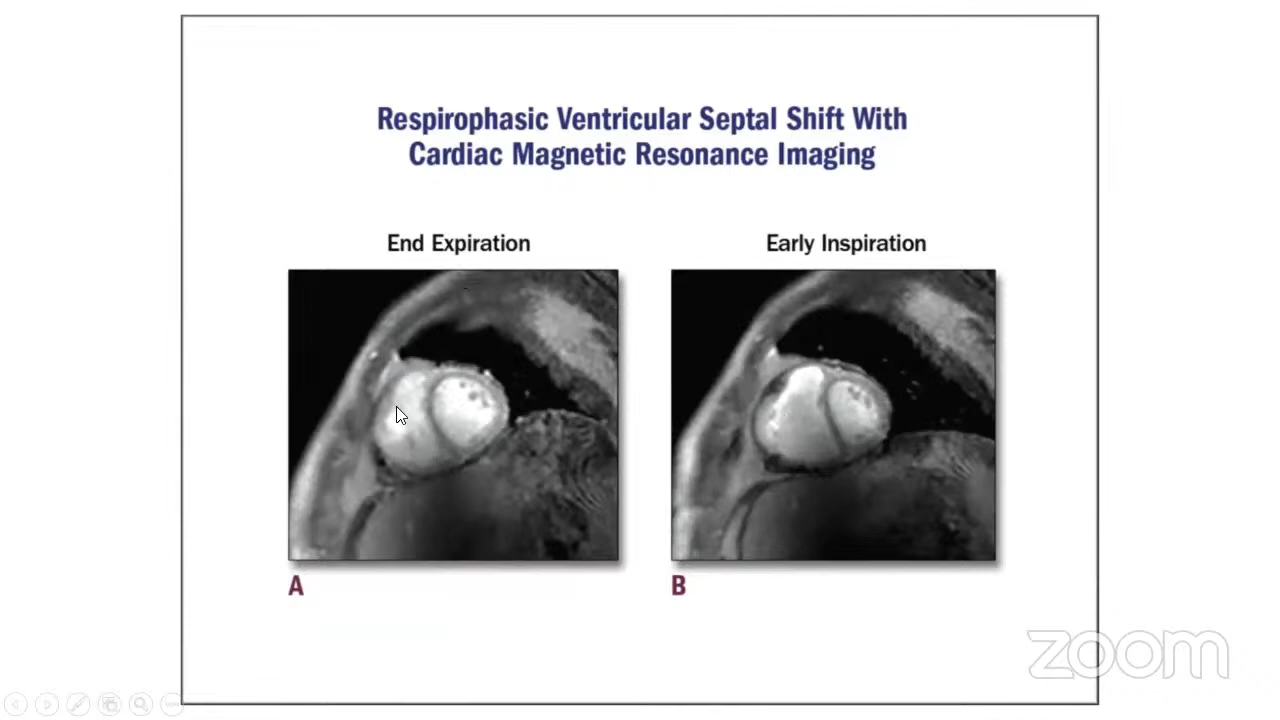 Respirophasic Ventricular Septal Shift With
Cardiac Magnetic Resonance Imaging
End Expiration
Early Inspiration
A
B
zoom